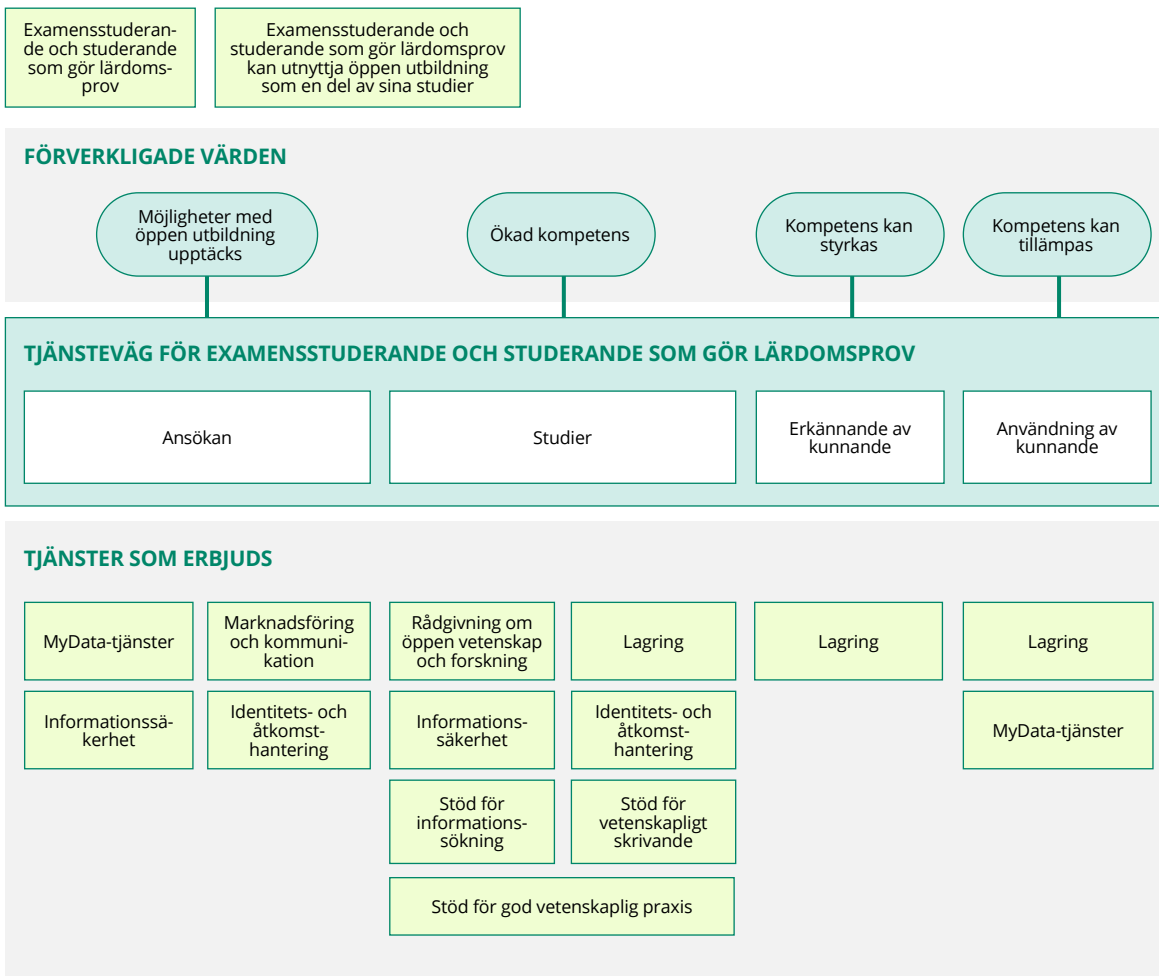 Examensstuderan-
de och studerande
som gör lärdoms-
prov
Examensstuderande och
studerande som gör lärdomsprov
kan utnyttja öppen utbildning
som en del av sina studier
FÖRVERKLIGADE VÄRDEN
Möjligheter med
öppen utbildning
upptäcks
Ökad kompetens
Kompetens kan
styrkas
Kompetens kan
tillämpas
TJÄNSTEVÄG FÖR EXAMENSSTUDERANDE OCH STUDERANDE SOM GÖR LÄRDOMSPROV
Ansökan
Studier
Erkännande av
kunnande
Användning av
kunnande
TJÄNSTER SOM ERBJUDS
MyData-tjänster
Marknadsföring
och kommuni-
kation
Rådgivning om
öppen vetenskap
och forskning
Lagring
Lagring
Lagring
Informationssä-
kerhet
Identitets- och
åtkomst-
hantering
Informations-
säkerhet
Identitets- och
åtkomst-
hantering
MyData-tjänster
Stöd för
informations-
sökning
Stöd för
vetenskapligt
skrivande
Stöd för god vetenskaplig praxis